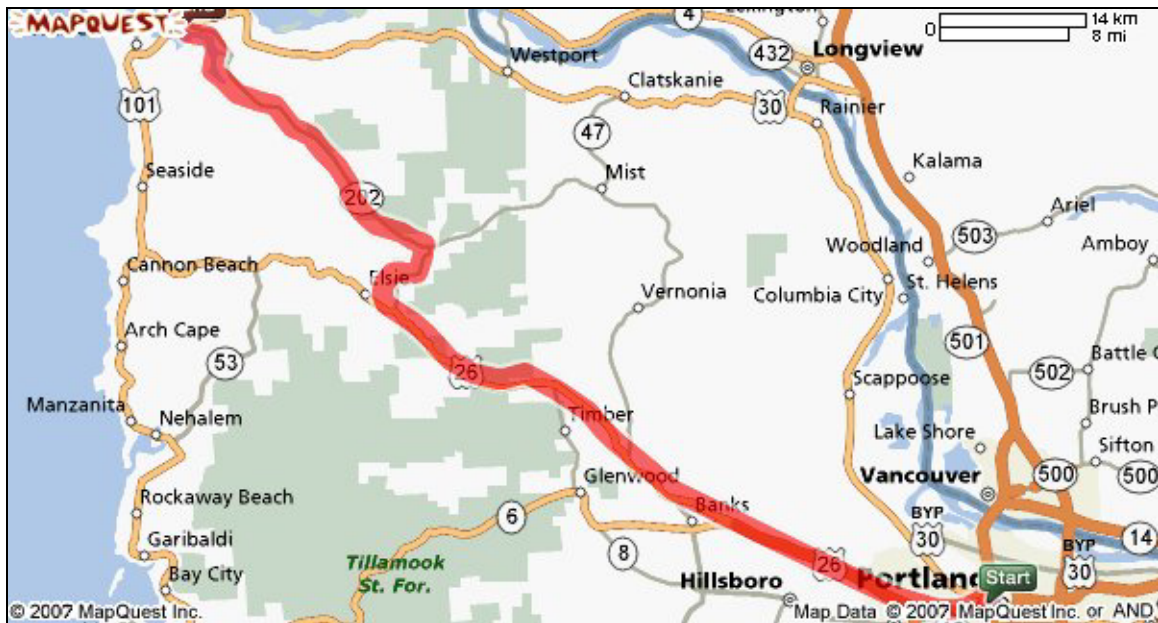 MAPQUEST
4
432
Longview
0
14 km
8 mi
Westport
Clatskanie
30
Rainier
101
47
Kalama
Seaside
Mist
202
Ariel
503
Woodland
Amboy
Cannon Beach
Elsie
St. Helens
Columbia City
Vernonia
Arch Cape
53
501
502
Battle
26
Scappoose
Manzanita
Nehalem
Timber
Brush P
Lake Shore
Sifton
Glenwood
Vancouver
500
500
Rockaway Beach
Banks
6
BYP
30
14
Garibaldi
8
BYP
30
Tillamook
St. For.
26
Portland
Start
Bay City
Hillsboro
© 2007 MapQuest Inc.
Map Data © 2007 MapQuest Inc. or AND